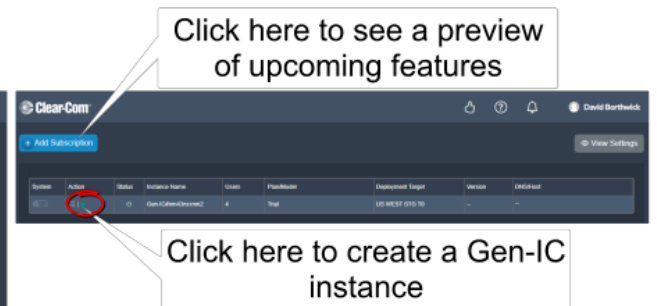 Click here to see a preview
of upcoming features
Clear-Com
David Borthwick
+ Add Subscription
View Settings
System Action Status Instance Name Users Plan/Model Deployment Target Version DNS/Host
4 Trial US WEST STG T0 -- --
Click here to create a Gen-IC
instance